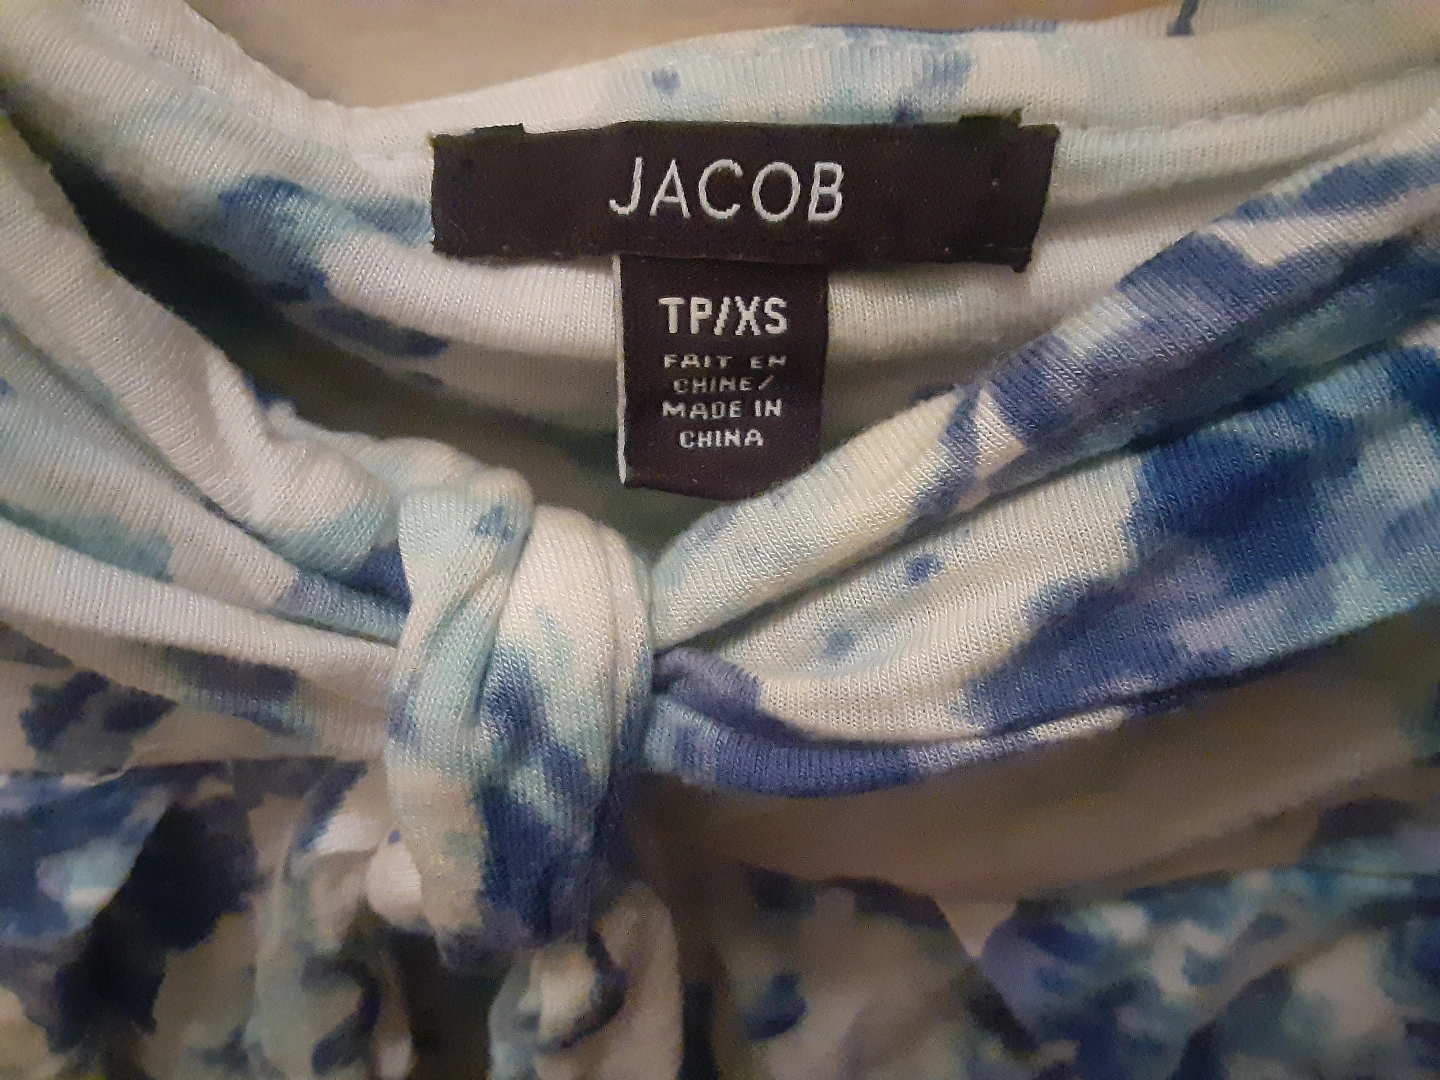 JACOB
TP/XS
FAIT EN
CHINE/
MADE IN
CHINA